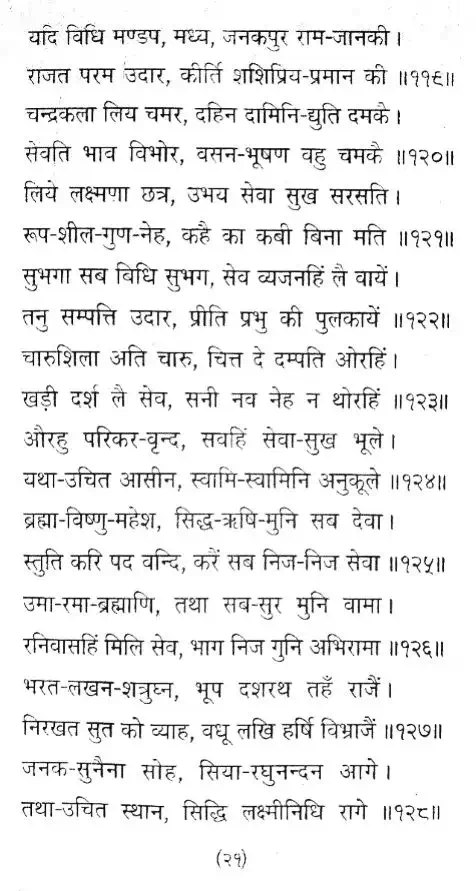 यदि विधि मण्डप, मध्य, जनकपुर राम-जानकी ।
राजत परम उदार, कीर्ति शशिप्रिय-प्रमान की ॥११९॥
चन्द्रकला लिय चमर, दहिन दामिनि-द्युति दमकै ।
सेवति भाव विभोर, वसन-भूषण वहु चमकै ॥१२०॥
लिये लक्ष्मणा छत्र, उभय सेवा सुख सरसति ।
रूप-शील-गुण-नेह, कहै का कबी बिना मति ॥१२१॥
सुभगा सब विधि सुभग, सेव व्यजनहिं लै वायें ।
तनु सम्पत्ति उदार, प्रीति प्रभु की पुलकायें ॥१२२॥
चारुशिला अति चारु, चित्त दे दम्पति ओरहिं ।
खड़ी दर्श लै सेव, सनी नव नेह न थोरहिं ॥१२३॥
औरहु परिकर-वृन्द, सवहिं सेवा-सुख भूले ।
यथा-उचित आसीन, स्वामि-स्वामिनि अनुकूले ॥१२४॥
ब्रह्मा-विष्णु-महेश, सिद्ध-ऋषि-मुनि सब देवा ।
स्तुति करि पद वन्दि, करैं सब निज-निज सेवा ॥१२५॥
उमा-रमा-ब्रह्माणि, तथा सब-सुर मुनि वामा ।
रनिवासहिं मिलि सेव, भाग निज गुनि अभिरामा ॥१२६॥
भरत-लखन-शत्रुघ्न, भूप दशरथ तहँ राजैं ।
निरखत सुत को व्याह, वधू लखि हर्षि विभ्राजैं ॥१२७॥
जनक-सुनैना सोह, सिया-रघुनन्दन आगे ।
तथा-उचित स्थान, सिद्धि लक्ष्मीनिधि रागे ॥१२८॥
(२१)